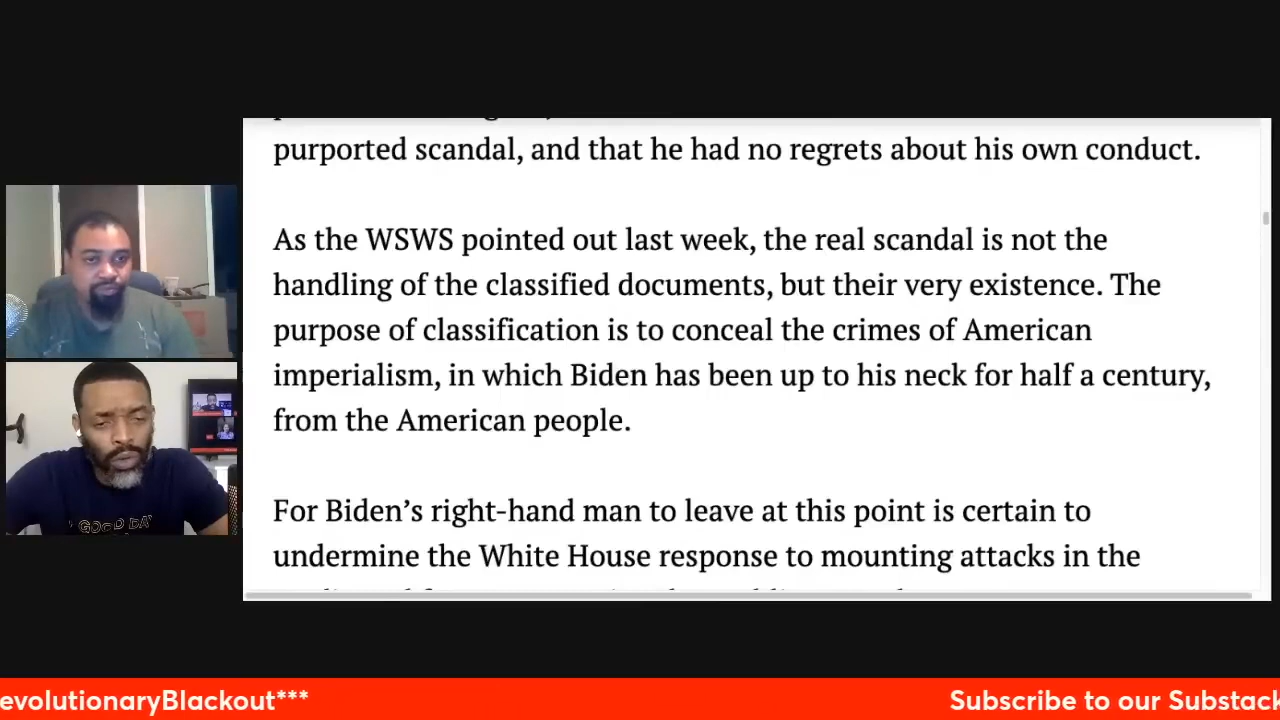 purported scandal, and that he had no regrets about his own conduct.
As the WSWS pointed out last week, the real scandal is not the
handling of the classified documents, but their very existence. The
purpose of classification is to conceal the crimes of American
imperialism, in which Biden has been up to his neck for half a century,
from the American people.
For Biden’s right-hand man to leave at this point is certain to
undermine the White House response to mounting attacks in the
GOOD DAY
evolutionaryBlackout*** Subscribe to our Substack